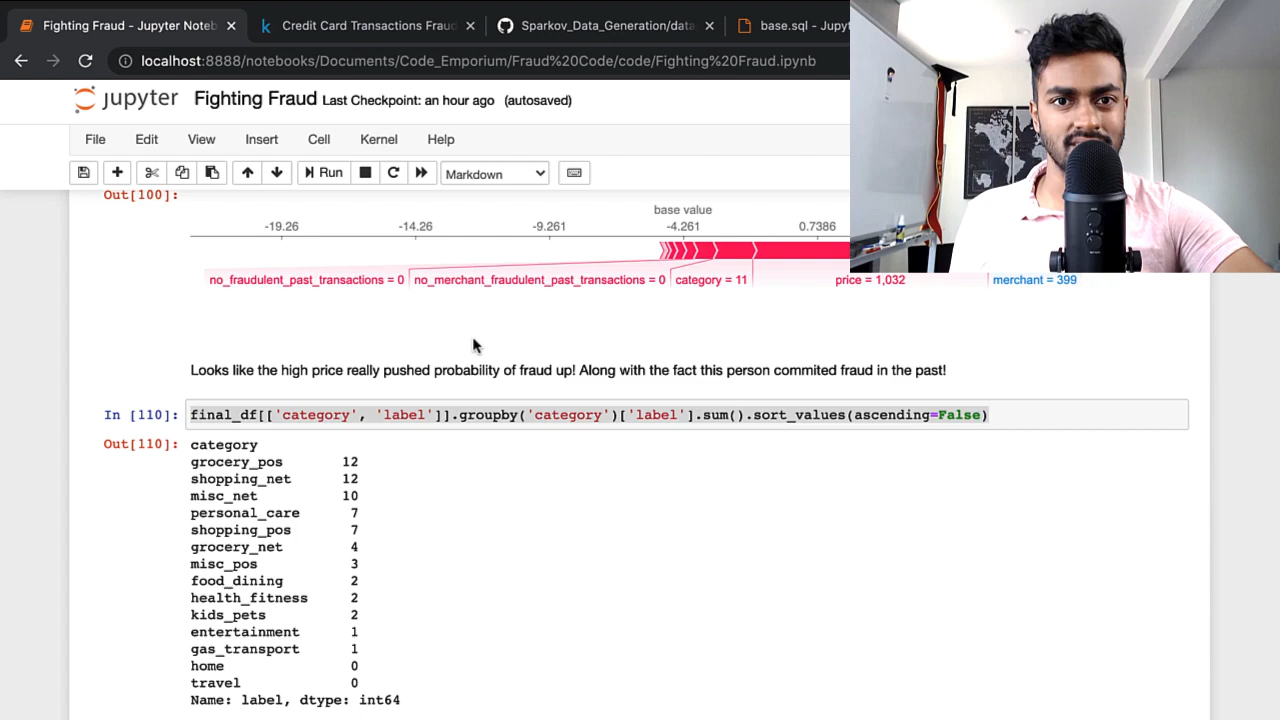 Fighting Fraud - Jupyter Noteb
Credit Card Transactions Fraud
Sparkov_Data_Generation/data
base.sql - Jupy
localhost:8888/notebooks/Documents/Code_Emporium/Fraud%20Code/code/Fighting%20Fraud.ipynb
jupyter Fighting Fraud Last Checkpoint: an hour ago (autosaved)
File Edit View Insert Cell Kernel Help
Run Markdown
Out[100]:
base value
-19.26 -14.26 -9.261 -4.261 0.7386
no_fraudulent_past_transactions = 0 no_merchant_fraudulent_past_transactions = 0 category = 11 price = 1,032 merchant = 399
Looks like the high price really pushed probability of fraud up! Along with the fact this person commited fraud in the past!
In [110]: final_df[['category', 'label']].groupby('category')['label'].sum().sort_values(ascending=False)
Out[110]: category
grocery_pos 12
shopping_net 12
misc_net 10
personal_care 7
shopping_pos 7
grocery_net 4
misc_pos 3
food_dining 2
health_fitness 2
kids_pets 2
entertainment 1
gas_transport 1
home 0
travel 0
Name: label, dtype: int64